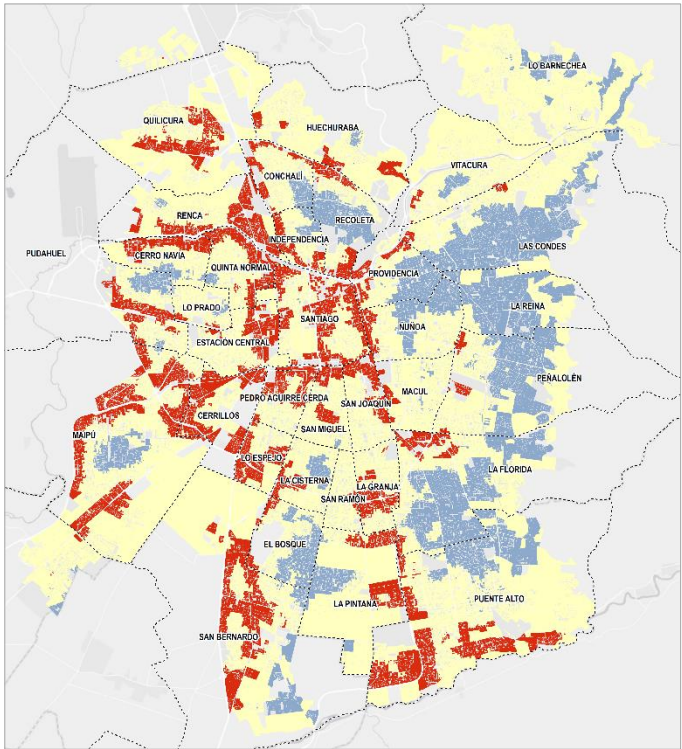 LO BARNECHEA
QUILICURA
HUECHURABA
VITACURA
CONCHALÍ
RENCA
RECOLETA
INDEPENDENCIA
LAS CONDES
PUDAHUEL
CERRO NAVIA
QUINTA NORMAL
PROVIDENCIA
LO PRADO
LA REINA
SANTIAGO
ÑUÑOA
ESTACIÓN CENTRAL
PEÑALOLÉN
PEDRO AGUIRRE CERDA
MACUL
SAN JOAQUÍN
CERRILLOS
SAN MIGUEL
MAIPÚ
LO ESPEJO
LA FLORIDA
LA CISTERNA
LA GRANJA
SAN RAMÓN
EL BOSQUE
PUENTE ALTO
LA PINTANA
SAN BERNARDO